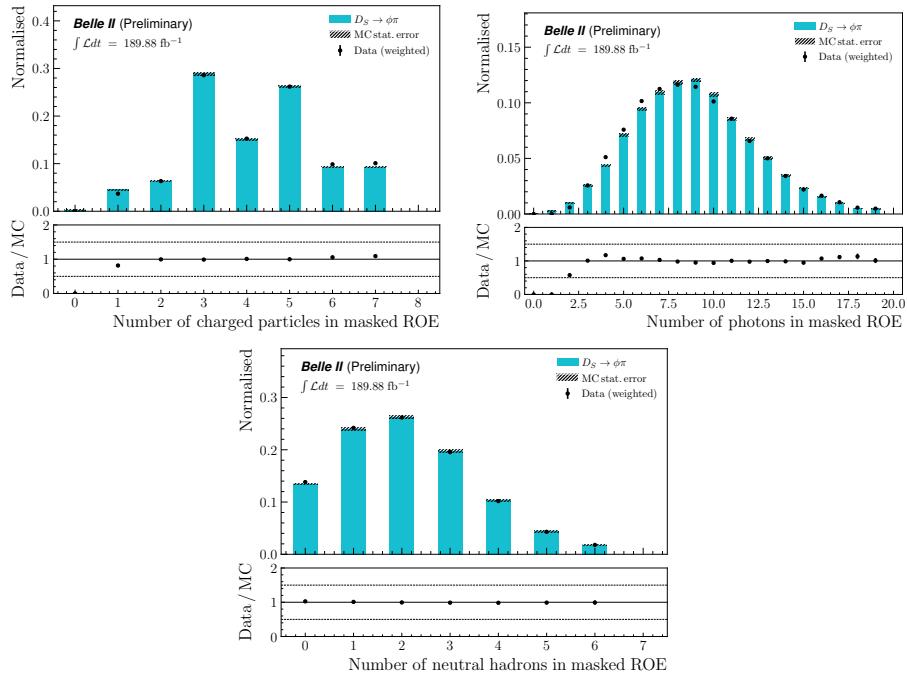 Belle II (Preliminary)
∫ ℒdt = 189.88 fb⁻¹
D_S → ϕπ
MC stat. error
Data (weighted)
Normalised
0.4
0.3
0.2
0.1
0.0
Data / MC
2
1
0
0 1 2 3 4 5 6 7 8
Number of charged particles in masked ROE
Belle II (Preliminary)
∫ ℒdt = 189.88 fb⁻¹
D_S → ϕπ
MC stat. error
Data (weighted)
Normalised
0.15
0.10
0.05
0.00
Data / MC
2
1
0
0.0 2.5 5.0 7.5 10.0 12.5 15.0 17.5 20.0
Number of photons in masked ROE
Belle II (Preliminary)
∫ ℒdt = 189.88 fb⁻¹
D_S → ϕπ
MC stat. error
Data (weighted)
Normalised
0.3
0.2
0.1
0.0
Data / MC
2
1
0
0 1 2 3 4 5 6 7
Number of neutral hadrons in masked ROE